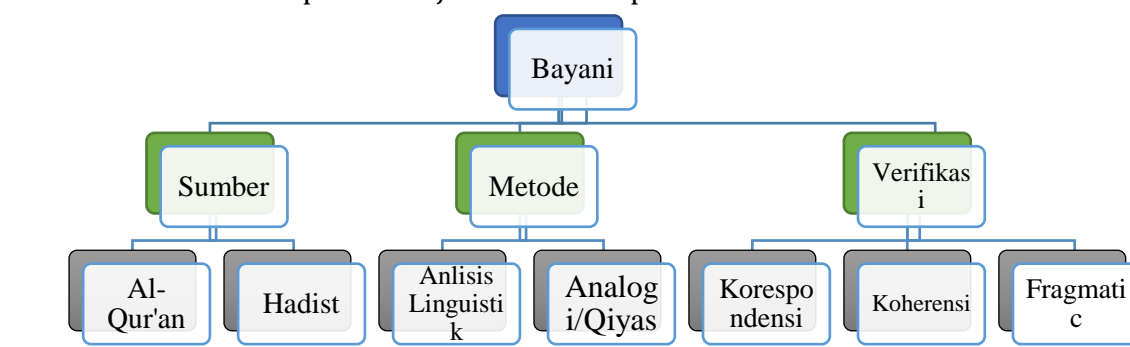 Bayani
Sumber
Metode
Verifikas
i
Al-
Qur'an
Hadist
Anlisis
Linguisti
k
Analog
i/Qiyas
Korespo
ndensi
Koherensi
Fragmati
c